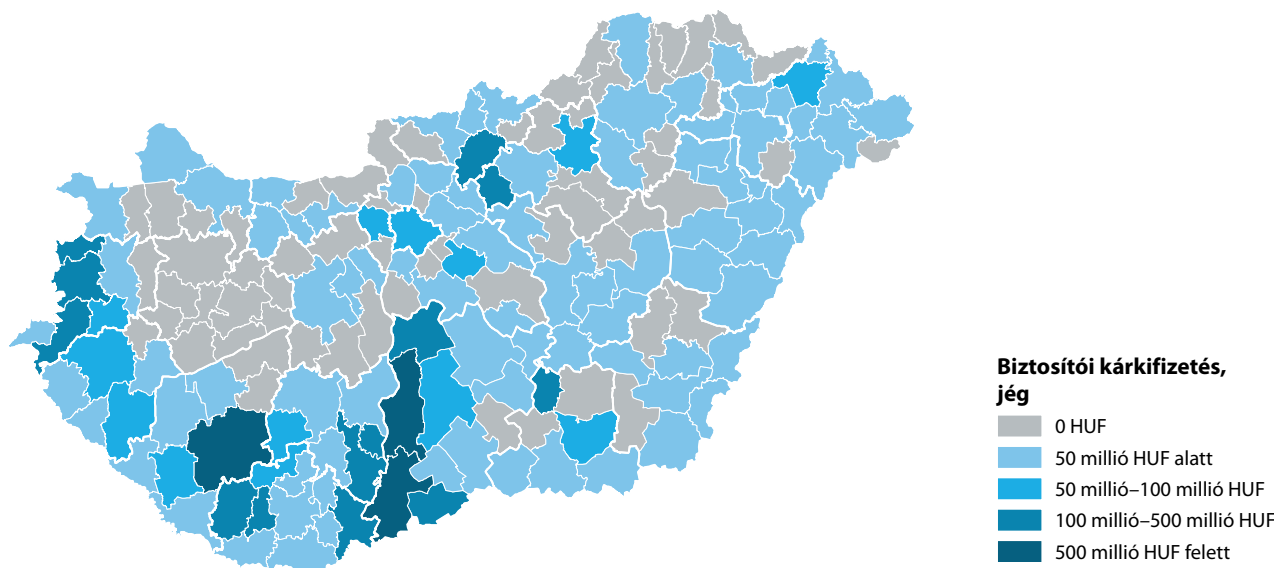 Biztosítói kárkifizetés,
jég
0 HUF
50 millió HUF alatt
50 millió–100 millió HUF
100 millió–500 millió HUF
500 millió HUF felett